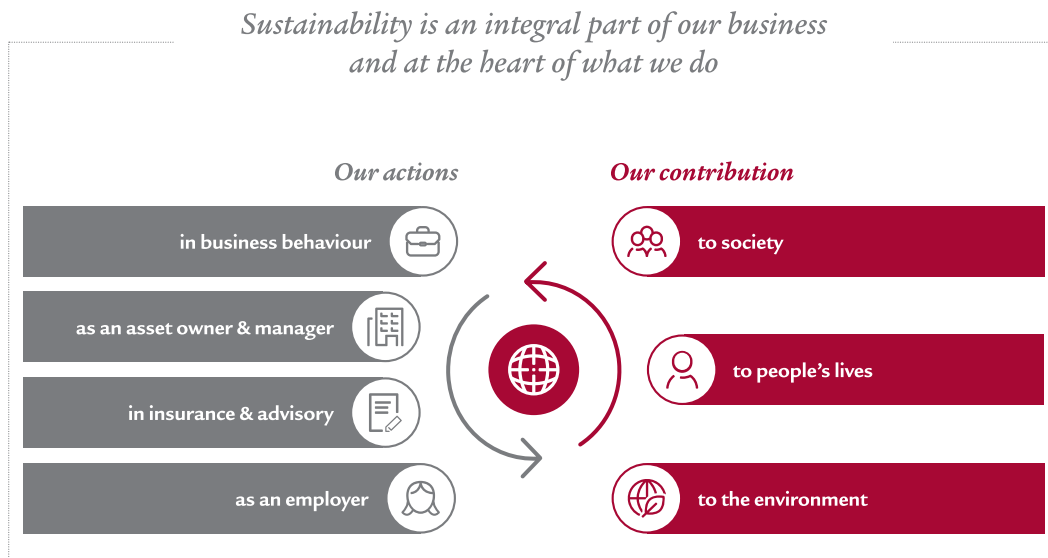 Sustainability is an integral part of our business
and at the heart of what we do
Our actions
in business behaviour
as an asset owner & manager
in insurance & advisory
as an employer
Our contribution
to society
to people’s lives
to the environment